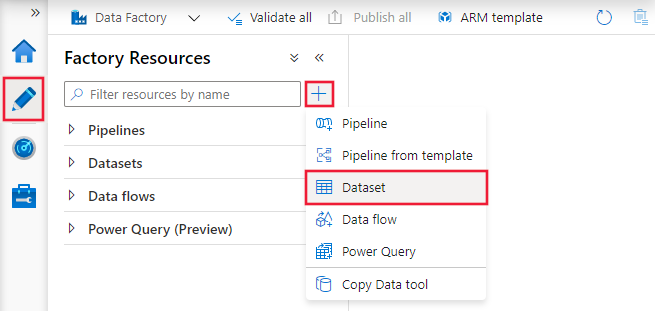 Data Factory Validate all Publish all ARM template
Factory Resources
Filter resources by name
Pipelines
Datasets
Data flows
Power Query (Preview)
Pipeline
Pipeline from template
Dataset
Data flow
Power Query
Copy Data tool